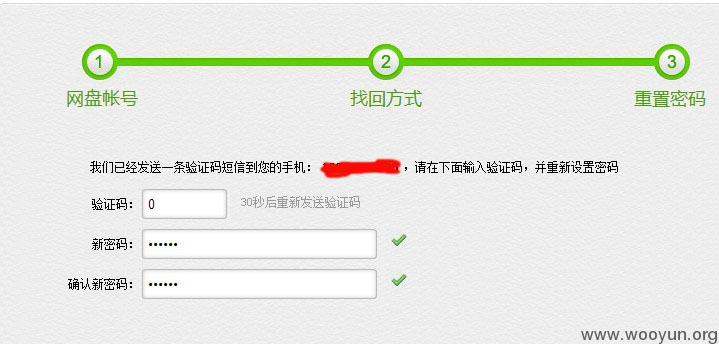 1 2 3
网盘帐号 找回方式 重置密码
我们已经发送一条验证码短信到您的手机： ，请在下面输入验证码，并重新设置密码
验证码： 0 30秒后重新发送验证码
新密码： ••••••
确认新密码： ••••••
www.wooyun.org